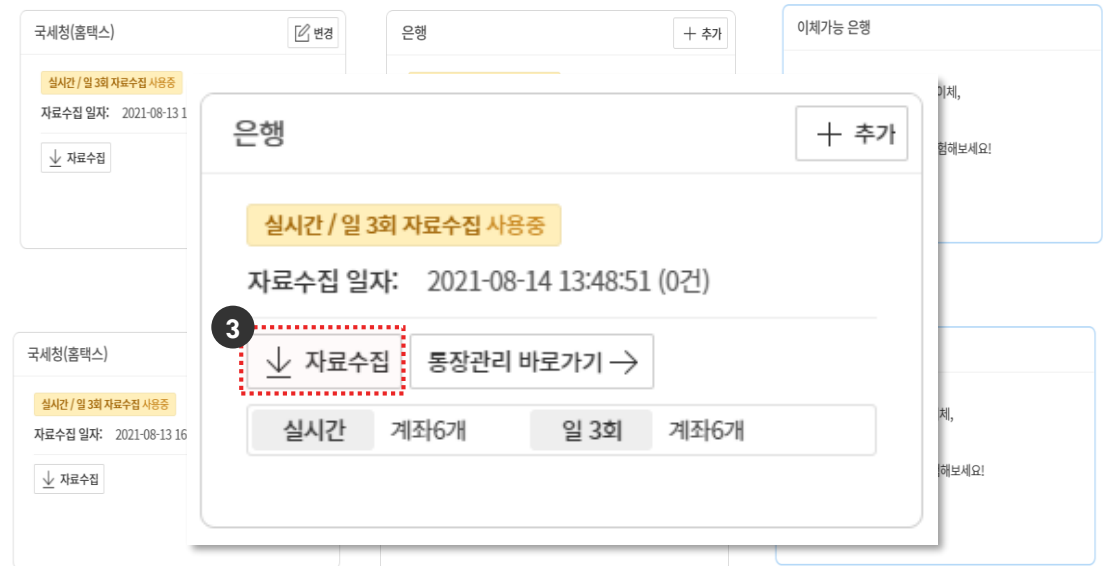 국세청(홈택스)
변경
은행
+ 추가
이체가능 은행
실시간 / 일 3회 자료수집 사용중
자료수집 일자: 2021-08-13 1
자료수집
이체,
험해보세요!
은행
+ 추가
실시간 / 일 3회 자료수집 사용중
자료수집 일자: 2021-08-14 13:48:51 (0건)
3
자료수집
통장관리 바로가기 →
실시간 계좌6개 일 3회 계좌6개
국세청(홈택스)
실시간 / 일 3회 자료수집 사용중
자료수집 일자: 2021-08-13 16
자료수집
체,
해보세요!